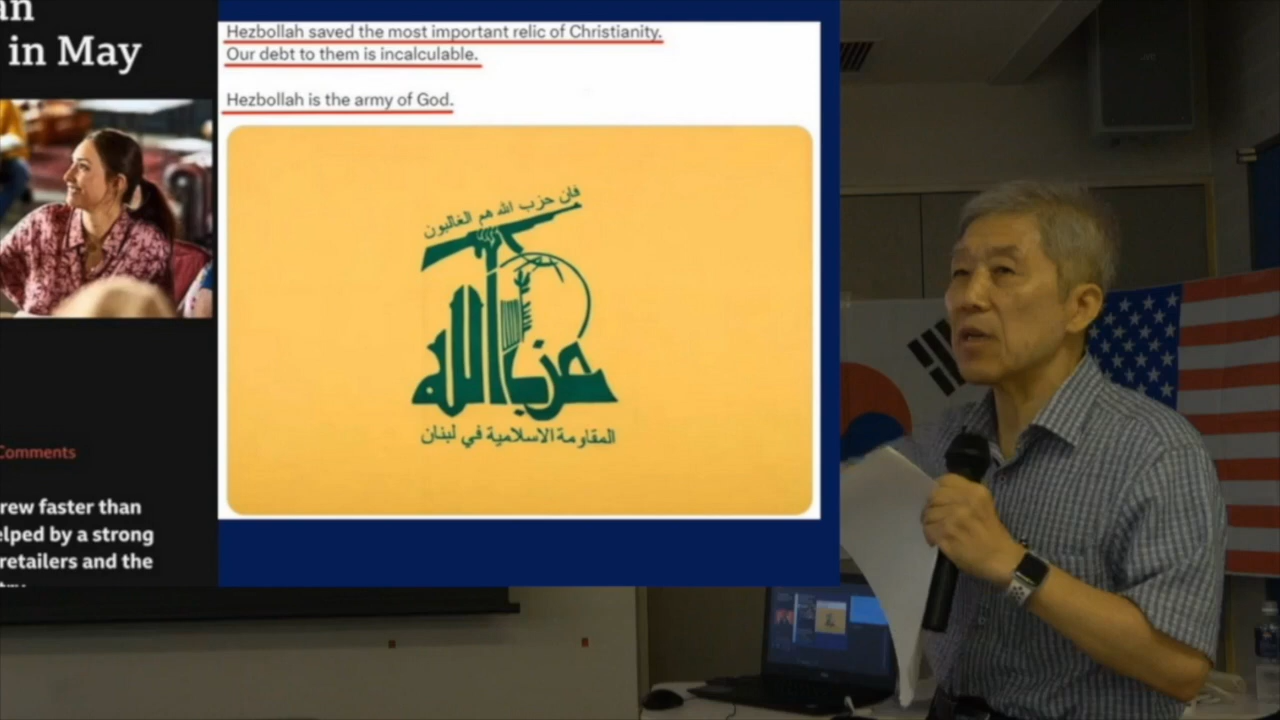 an
in May
Hezbollah saved the most important relic of Christianity.
Our debt to them is incalculable.
Hezbollah is the army of God.
فإن حزب الله هم الغالبون
حزب الله
المقاومة الاسلامية في لبنان
Comments
rew faster than
elped by a strong
retailers and the